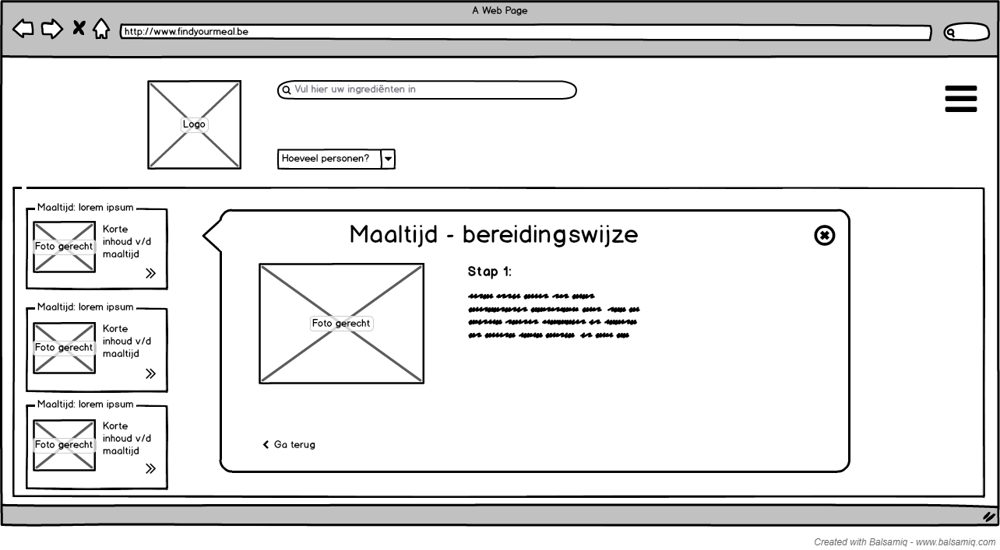 A Web Page
http://www.findyourmeal.be
Vul hier uw ingrediënten in
Logo
Hoeveel personen?
Maaltijd: lorem ipsum
Foto gerecht
Korte
inhoud v/d
maaltijd
Maaltijd: lorem ipsum
Foto gerecht
Korte
inhoud v/d
maaltijd
Maaltijd: lorem ipsum
Foto gerecht
Korte
inhoud v/d
maaltijd
Maaltijd - bereidingswijze
Foto gerecht
Stap 1:
Ga terug
Created with Balsamiq - www.balsamiq.com